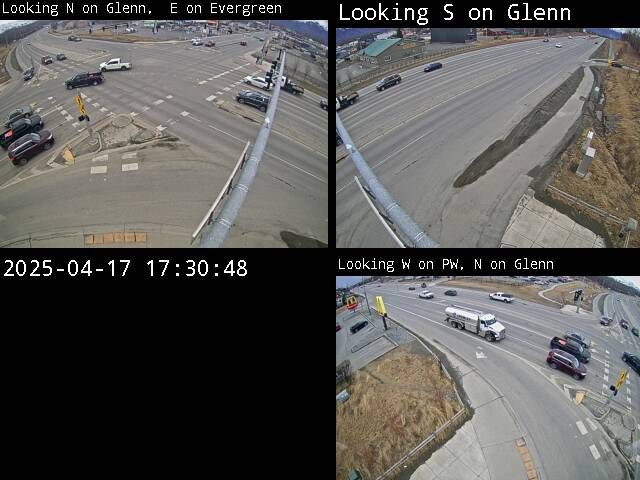 Looking N on Glenn,  E on Evergreen
Looking S on Glenn
2025-04-17 17:30:48
Looking W on PW, N on Glenn